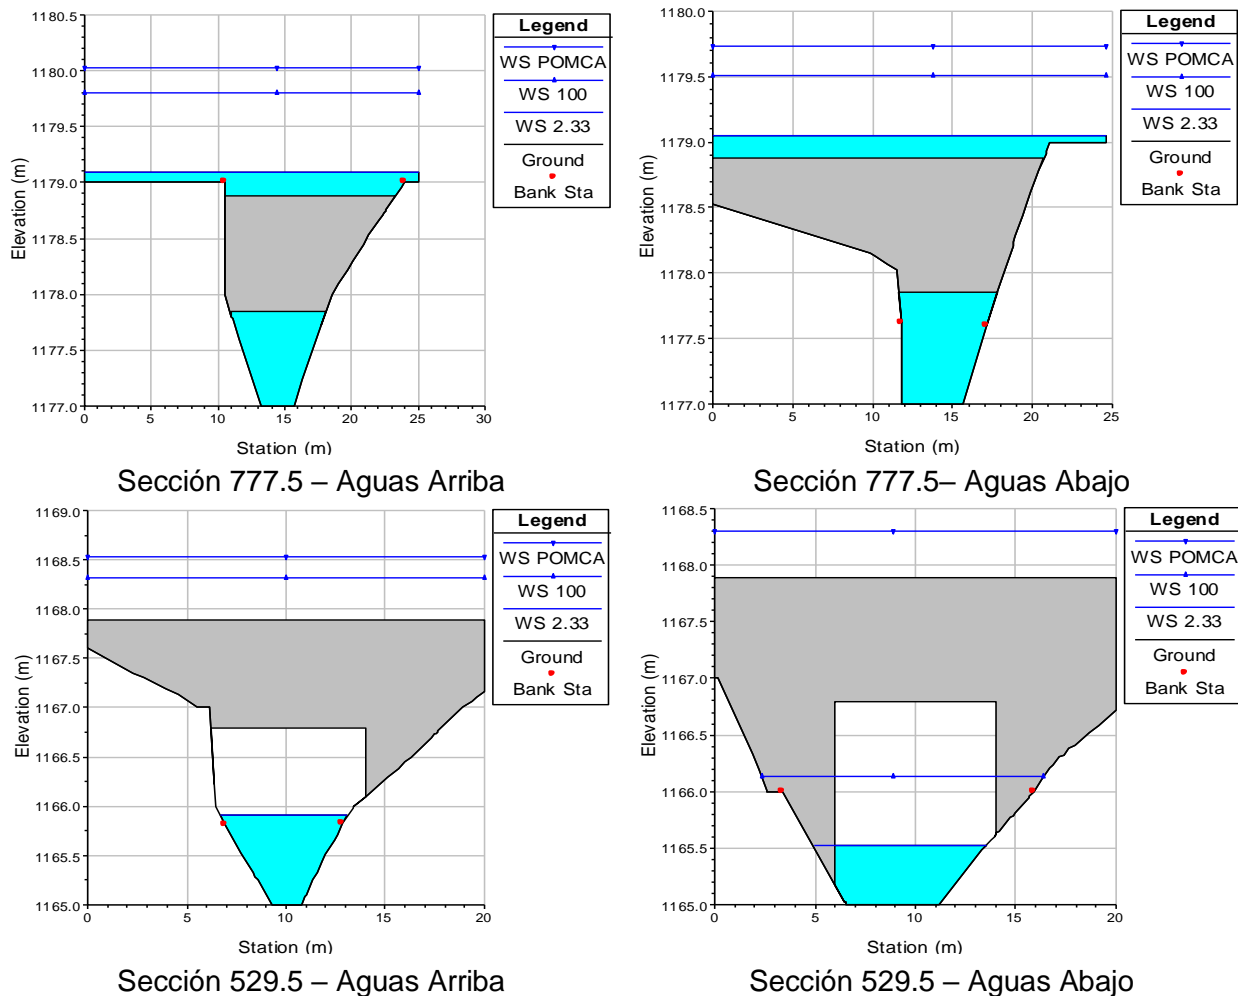 1180.5
1180.0
1179.5
1179.0
1178.5
1178.0
1177.5
1177.0
Elevation (m)
0 5 10 15 20 25 30
Station (m)
Legend
WS POMCA
WS 100
WS 2.33
Ground
Bank Sta
Sección 777.5 – Aguas Arriba
1180.0
1179.5
1179.0
1178.5
1178.0
1177.5
1177.0
Elevation (m)
0 5 10 15 20 25
Station (m)
Legend
WS POMCA
WS 100
WS 2.33
Ground
Bank Sta
Sección 777.5– Aguas Abajo
1169.0
1168.5
1168.0
1167.5
1167.0
1166.5
1166.0
1165.5
1165.0
Elevation (m)
0 5 10 15 20
Station (m)
Legend
WS POMCA
WS 100
WS 2.33
Ground
Bank Sta
Sección 529.5 – Aguas Arriba
1168.5
1168.0
1167.5
1167.0
1166.5
1166.0
1165.5
1165.0
Elevation (m)
0 5 10 15 20
Station (m)
Legend
WS POMCA
WS 100
WS 2.33
Ground
Bank Sta
Sección 529.5 – Aguas Abajo